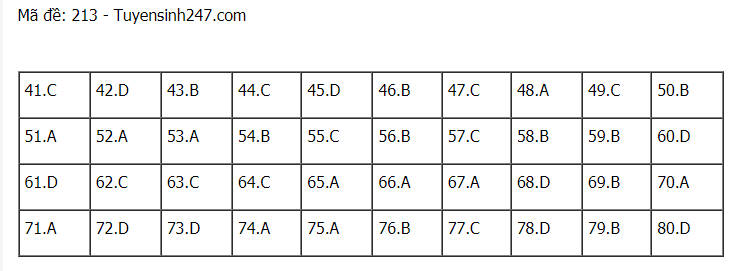 Mã đề: 213 - Tuyensinh247.com
41.C 42.D 43.B 44.C 45.D 46.B 47.C 48.A 49.C 50.B
51.A 52.A 53.A 54.B 55.C 56.B 57.C 58.B 59.B 60.D
61.D 62.C 63.C 64.C 65.A 66.A 67.A 68.D 69.B 70.A
71.A 72.D 73.D 74.A 75.A 76.B 77.C 78.D 79.B 80.D